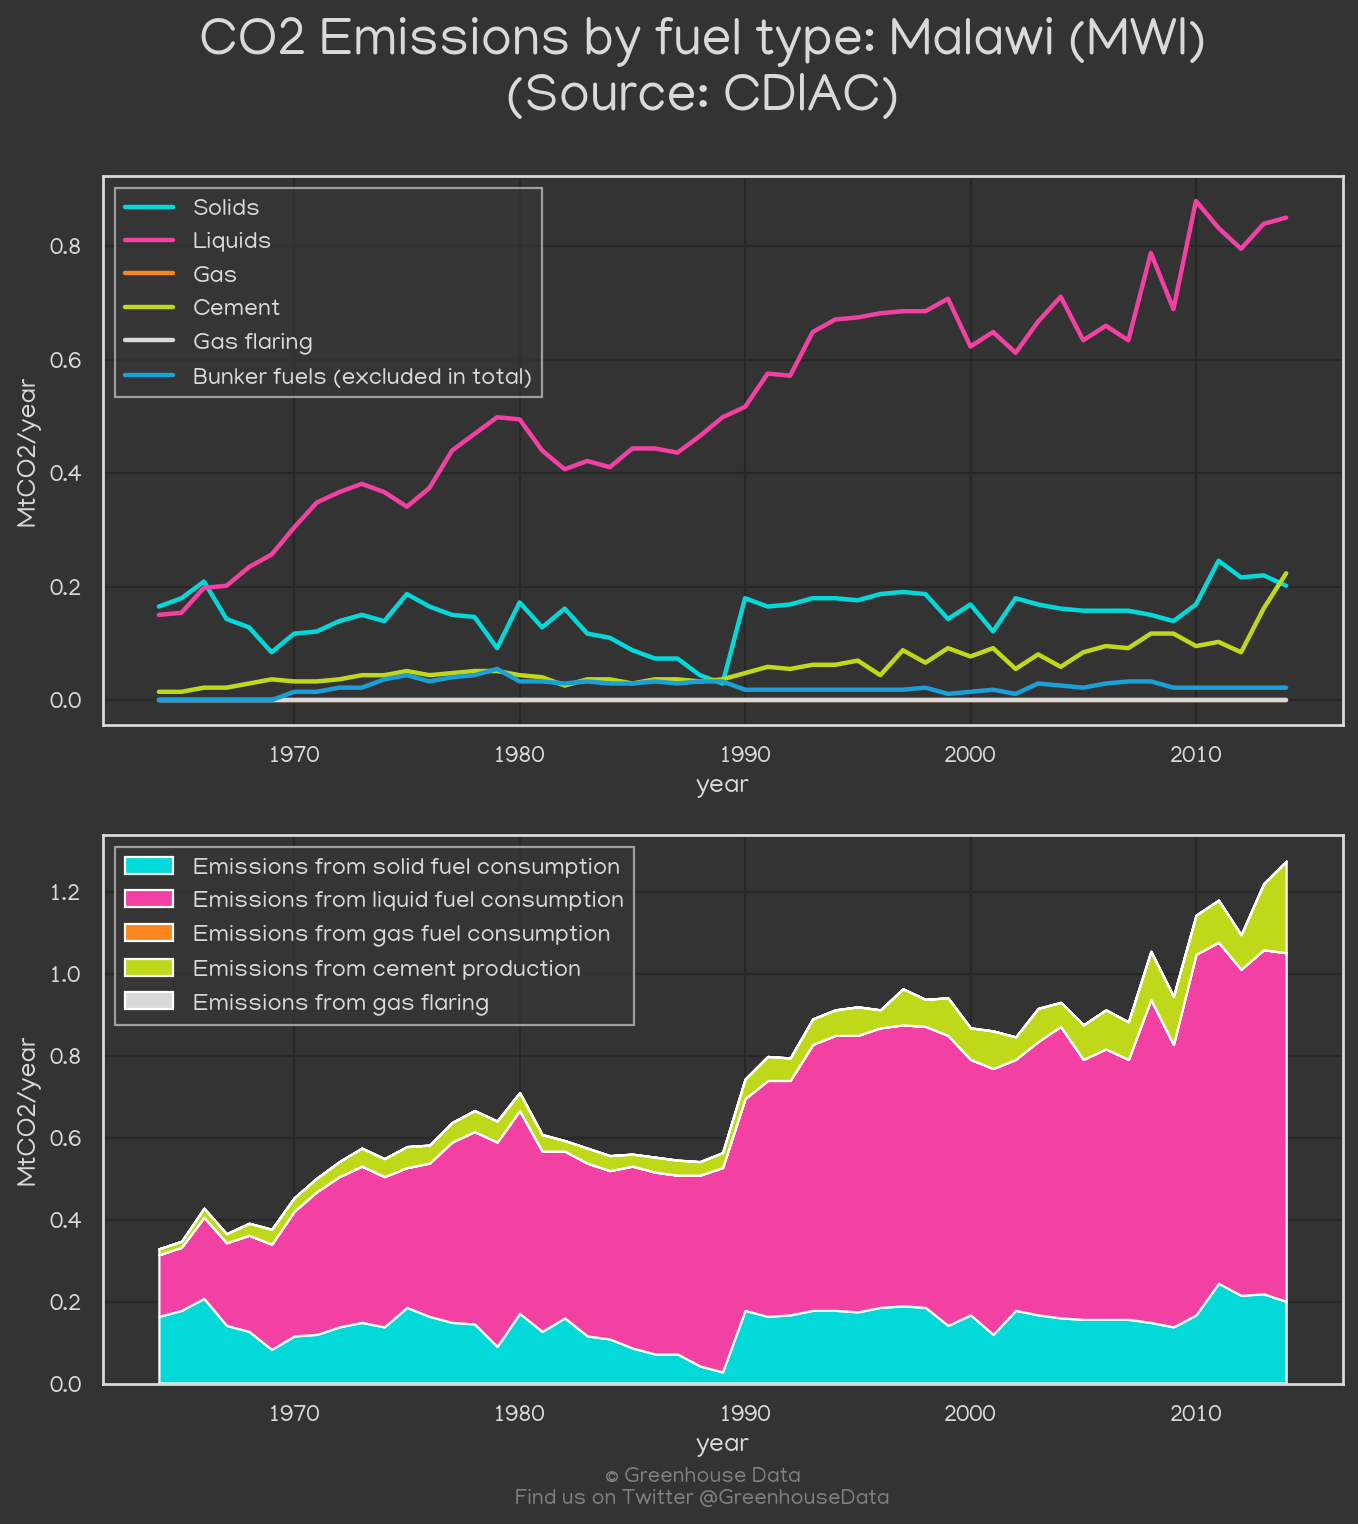 CO2 Emissions by fuel type: Malawi (MWI)
(Source: CDIAC)
Solids
Liquids
Gas
Cement
Gas flaring
Bunker fuels (excluded in total)
MtCO2/year
0.8
0.6
0.4
0.2
0.0
1970 1980 1990 2000 2010
year
Emissions from solid fuel consumption
Emissions from liquid fuel consumption
Emissions from gas fuel consumption
Emissions from cement production
Emissions from gas flaring
MtCO2/year
1.2
1.0
0.8
0.6
0.4
0.2
0.0
1970 1980 1990 2000 2010
year
© Greenhouse Data
Find us on Twitter @GreenhouseData